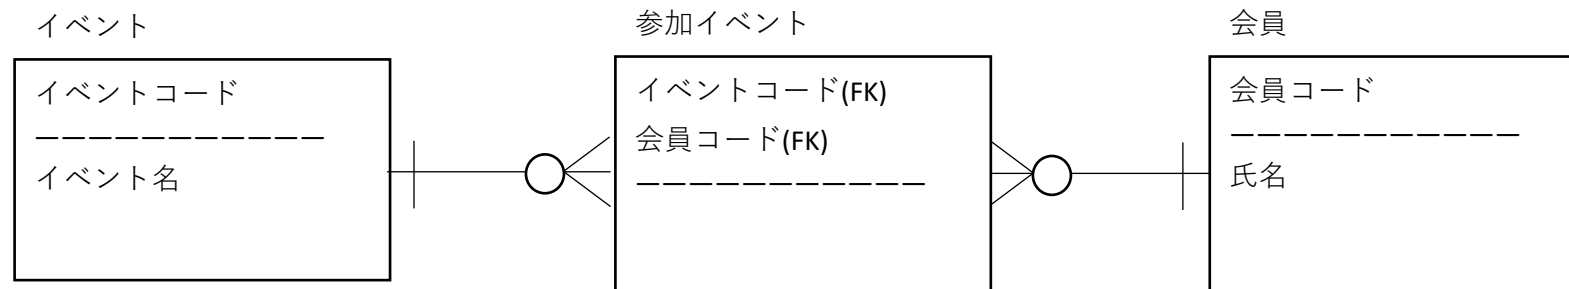 イベント
イベントコード
イベント名
参加イベント
イベントコード(FK)
会員コード(FK)
会員
会員コード
氏名